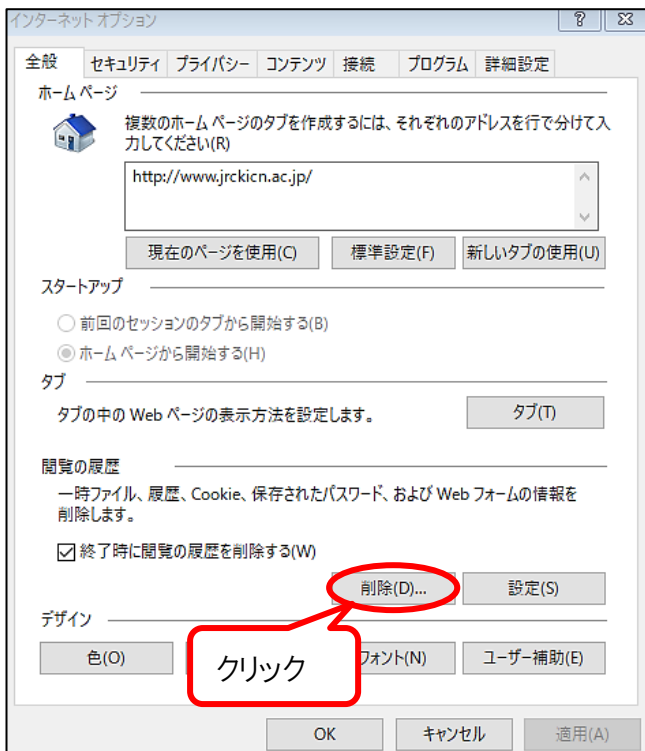 インターネット オプション
全般 セキュリティ プライバシー コンテンツ 接続 プログラム 詳細設定
ホーム ページ
複数のホーム ページのタブを作成するには、それぞれのアドレスを行で分けて入
力してください(R)
http://www.jrckicn.ac.jp/
現在のページを使用(C) 標準設定(F) 新しいタブの使用(U)
スタートアップ
前回のセッションのタブから開始する(B)
ホーム ページから開始する(H)
タブ
タブの中の Web ページの表示方法を設定します。 タブ(T)
閲覧の履歴
一時ファイル、履歴、Cookie、保存されたパスワード、および Web フォームの情報を
削除します。
終了時に閲覧の履歴を削除する(W)
削除(D)... 設定(S)
デザイン
色(O) フォント(N) ユーザー補助(E)
クリック
OK キャンセル 適用(A)